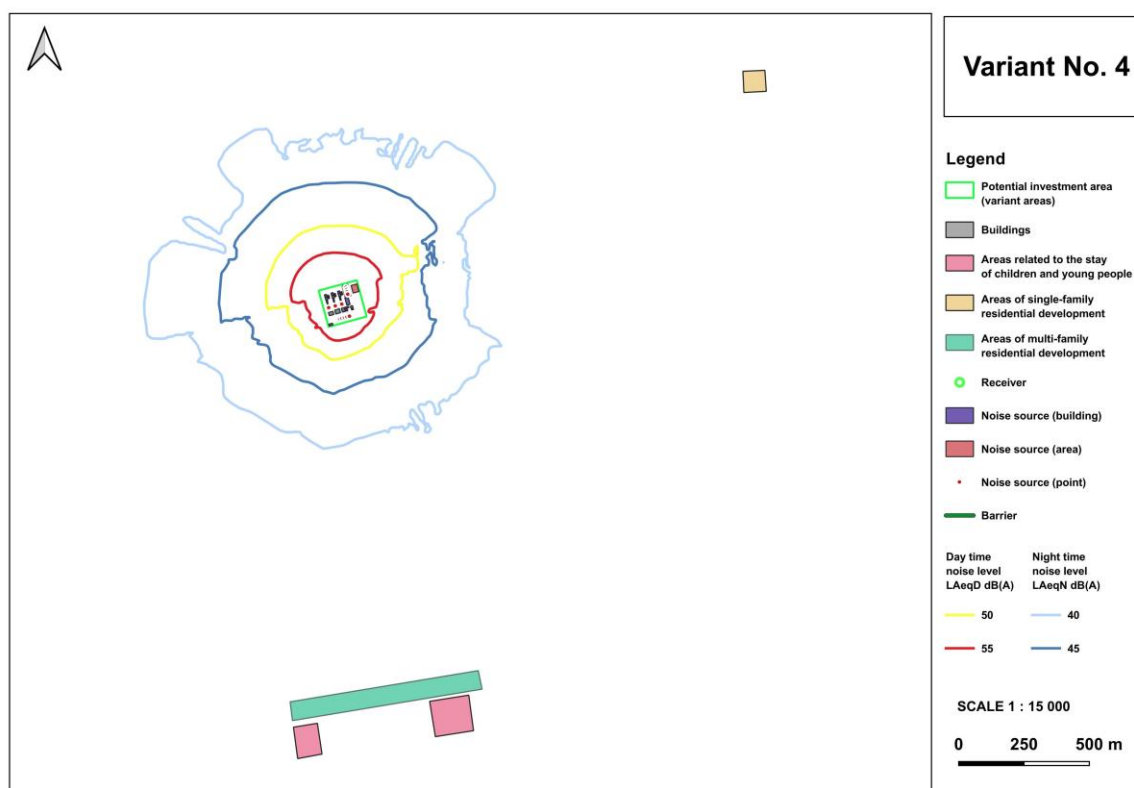 Variant No. 4
Legend
Potential investment area
(variant areas)
Buildings
Areas related to the stay
of children and young people
Areas of single-family
residential development
Areas of multi-family
residential development
Receiver
Noise source (building)
Noise source (area)
Noise source (point)
Barrier
Day time
noise level
LAeqD dB(A)
Night time
noise level
LAeqN dB(A)
50
40
55
45
SCALE 1 : 15 000
0 250 500 m